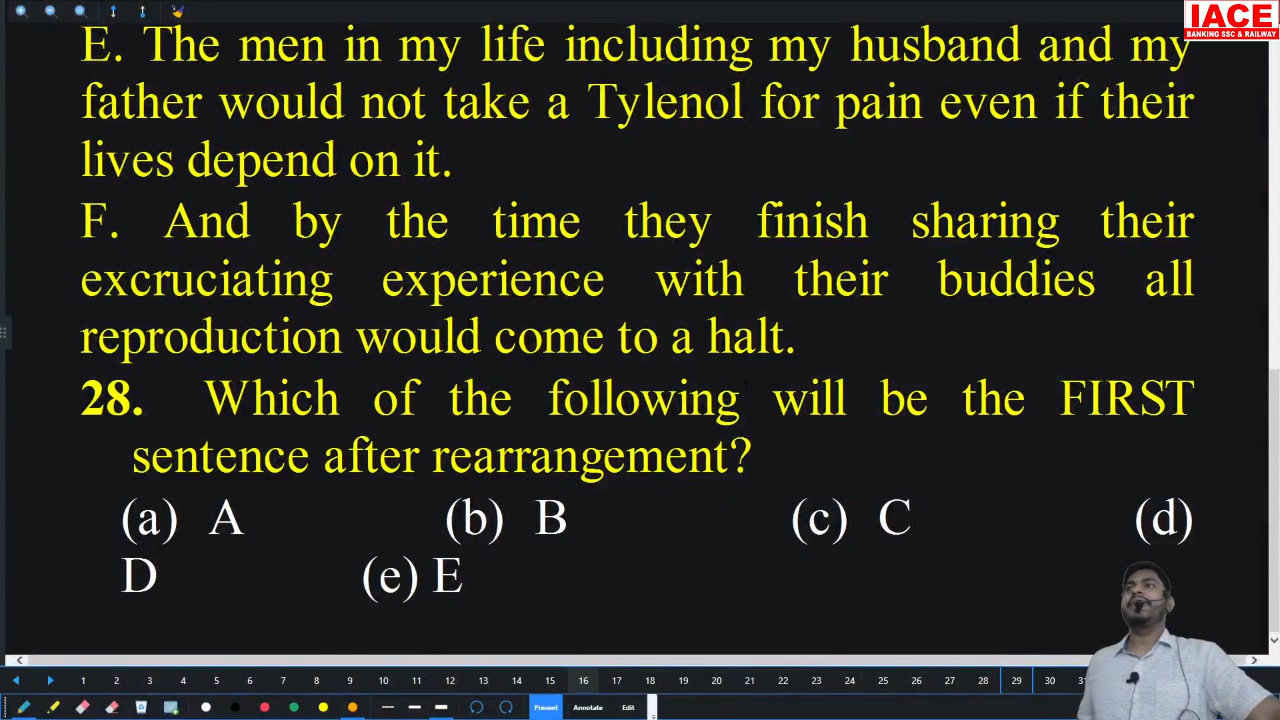 IACE
BANKING SSC & RAILWAY
E. The men in my life including my husband and my
father would not take a Tylenol for pain even if their
lives depend on it.
F. And by the time they finish sharing their
excruciating experience with their buddies all
reproduction would come to a halt.
28. Which of the following will be the FIRST
sentence after rearrangement?
(a) A (b) B (c) C (d)
D (e) E
1 2 3 4 5 6 7 8 9 10 11 12 13 14 15 16 17 18 19 20 21 22 23 24 25 26 27 28 29 30
Present Annotate Edit